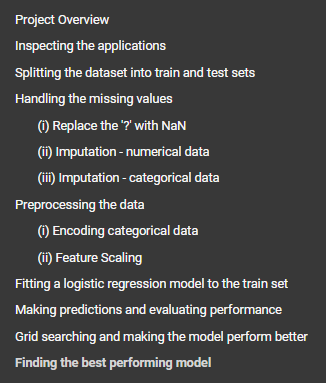 Project Overview
Inspecting the applications
Splitting the dataset into train and test sets
Handling the missing values
(i) Replace the '?' with NaN
(ii) Imputation - numerical data
(iii) Imputation - categorical data
Preprocessing the data
(i) Encoding categorical data
(ii) Feature Scaling
Fitting a logistic regression model to the train set
Making predictions and evaluating performance
Grid searching and making the model perform better
Finding the best performing model